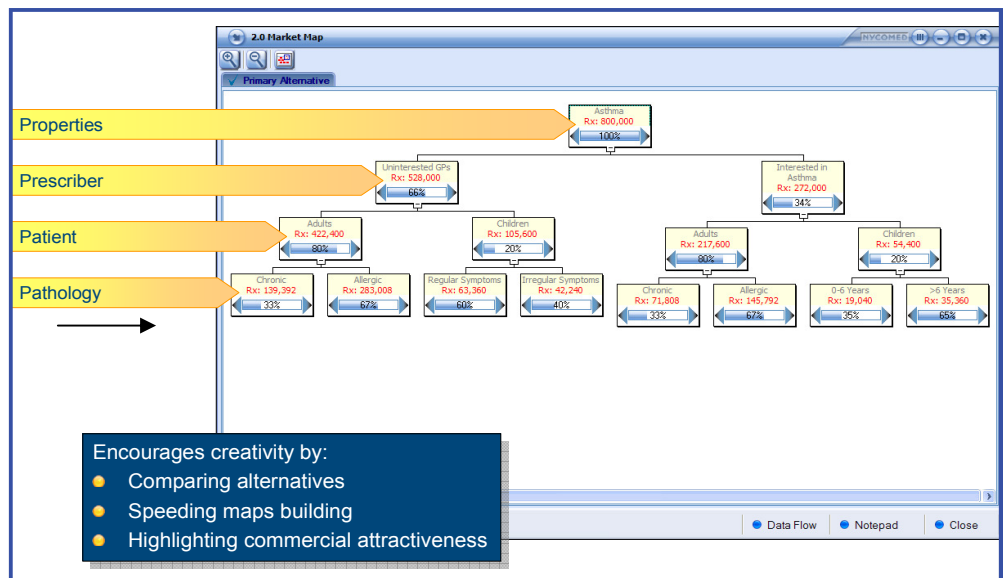 2.0 Market Map
NYCOMED
Primary Alternative
Properties
Asthma
Rx: 800,000
100%
Prescriber
Uninterested GPs
Rx: 528,000
66%
Interested in
Asthma
Rx: 272,000
34%
Patient
Adults
Rx: 422,400
80%
Children
Rx: 105,600
20%
Adults
Rx: 217,600
80%
Children
Rx: 54,400
20%
Pathology
Chronic
Rx: 139,392
33%
Allergic
Rx: 283,008
67%
Regular Symptoms
Rx: 63,360
60%
Irregular Symptoms
Rx: 42,240
40%
Chronic
Rx: 71,808
33%
Allergic
Rx: 145,792
67%
0-6 Years
Rx: 19,040
35%
>6 Years
Rx: 35,360
65%
Encourages creativity by:
Comparing alternatives
Speeding maps building
Highlighting commercial attractiveness
Data Flow
Notepad
Close